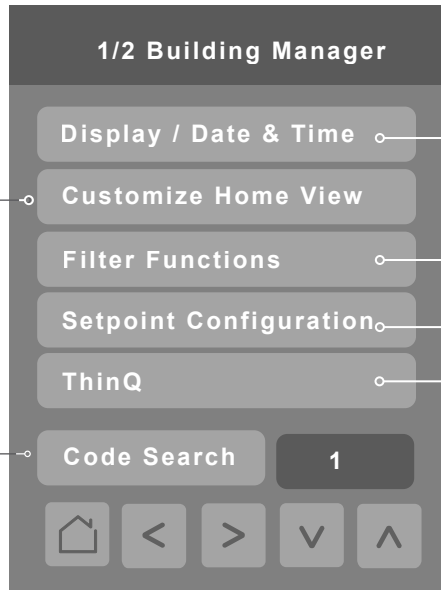 1/2 Building Manager
Display / Date & Time
Customize Home View
Filter Functions
Setpoint Configuration
ThinQ
Code Search 1
< > v ʌ